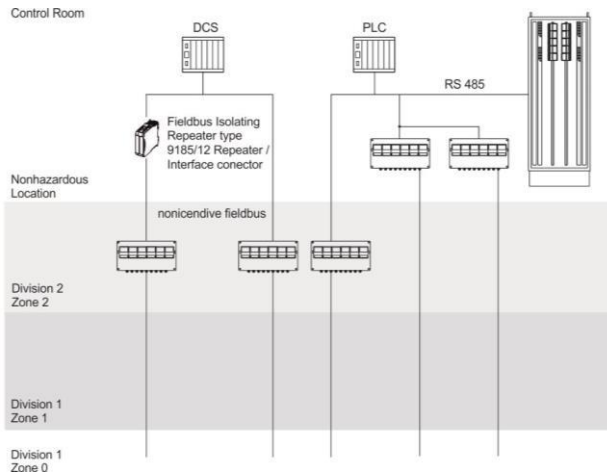 Control Room
DCS
PLC
RS 485
Fieldbus Isolating
Repeater type
9185/12 Repeater /
Interface conector
Nonhazardous
Location
nonicendive fieldbus
Division 2
Zone 2
Division 1
Zone 1
Division 1
Zone 0